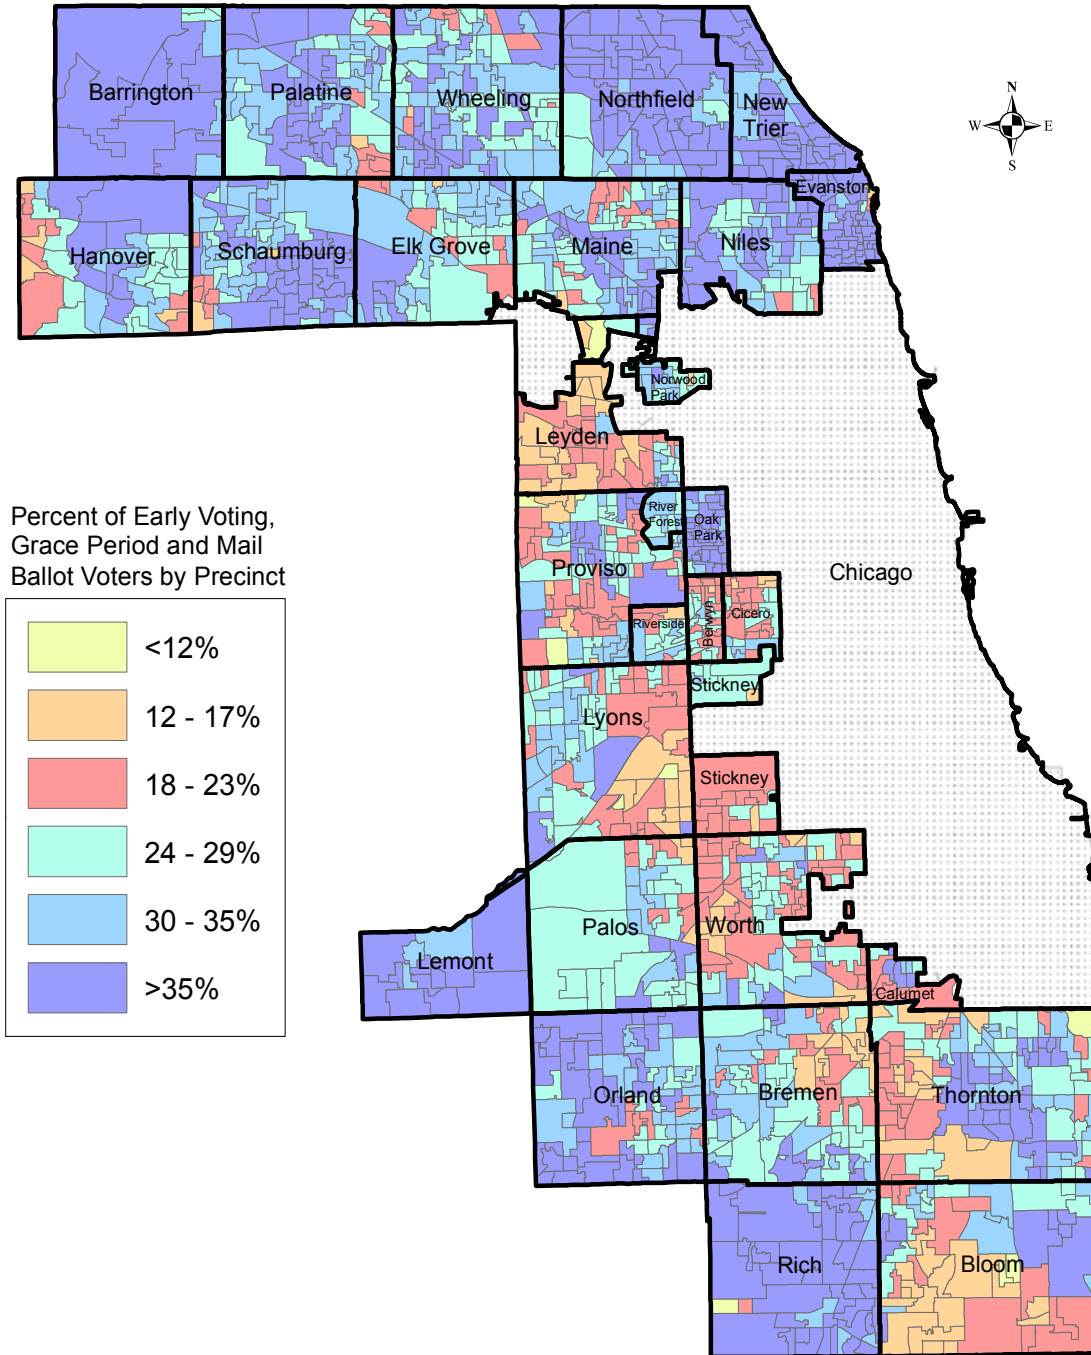 Barrington
Palatine
Wheeling
Northfield
New
Trier
N
W E
S
Evanston
Hanover
Schaumburg
Elk Grove
Maine
Niles
Norwood
Park
Leyden
Percent of Early Voting,
Grace Period and Mail
Ballot Voters by Precinct
<12%
12 - 17%
18 - 23%
24 - 29%
30 - 35%
>35%
River
Forest
Oak
Park
Proviso
Chicago
Riverside
Berwyn
Cicero
Stickney
Lyons
Stickney
Palos
Worth
Lemont
Calumet
Orland
Bremen
Thornton
Rich
Bloom